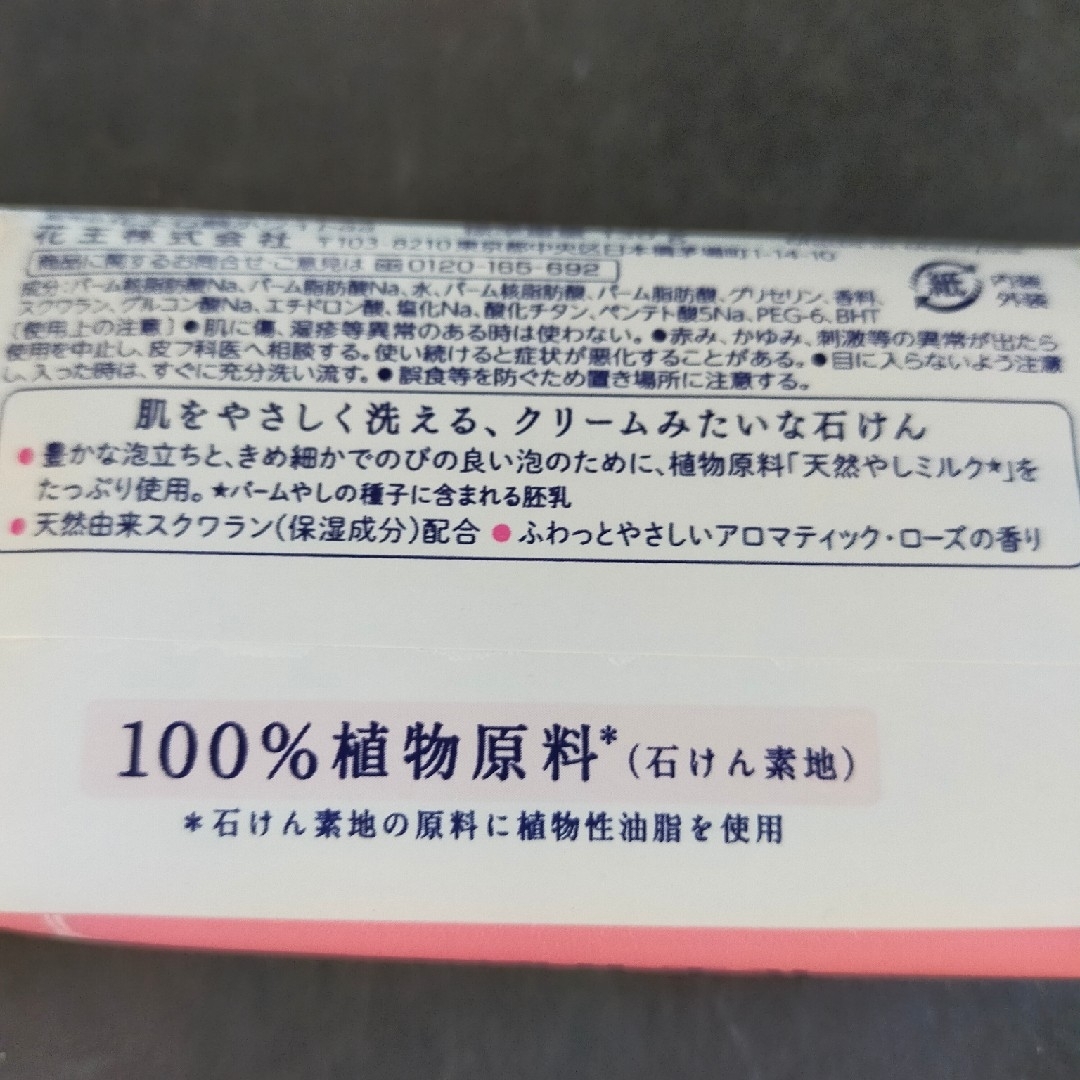 花王株式会社 〒103-8210東京都中央区日本橋茅場町1-14-10
商品に関するお問合せ・ご意見は 0120-165-692
紙 内装 外装
成分:パーム核脂肪酸Na、パーム脂肪酸Na、水、パーム核脂肪酸、パーム脂肪酸、グリセリン、香料、
スクワラン、グルコン酸Na、エチドロン酸、塩化Na、酸化チタン、ペンテト酸5Na、PEG-6、BHT
〔使用上の注意〕●肌に傷、湿疹等異常のある時は使わない。●赤み、かゆみ、刺激等の異常が出たら
使用を中止し、皮フ科医へ相談する。使い続けると症状が悪化することがある。●目に入らないよう注意
し、入った時は、すぐに充分洗い流す。●誤食等を防ぐため置き場所に注意する。
肌をやさしく洗える、クリームみたいな石けん
●豊かな泡立ちと、きめ細かでのびの良い泡のために、植物原料「天然やしミルク★」を
たっぷり使用。★パームやしの種子に含まれる胚乳
●天然由来スクワラン(保湿成分)配合 ●ふわっとやさしいアロマティック・ローズの香り
100%植物原料*(石けん素地)
*石けん素地の原料に植物性油脂を使用